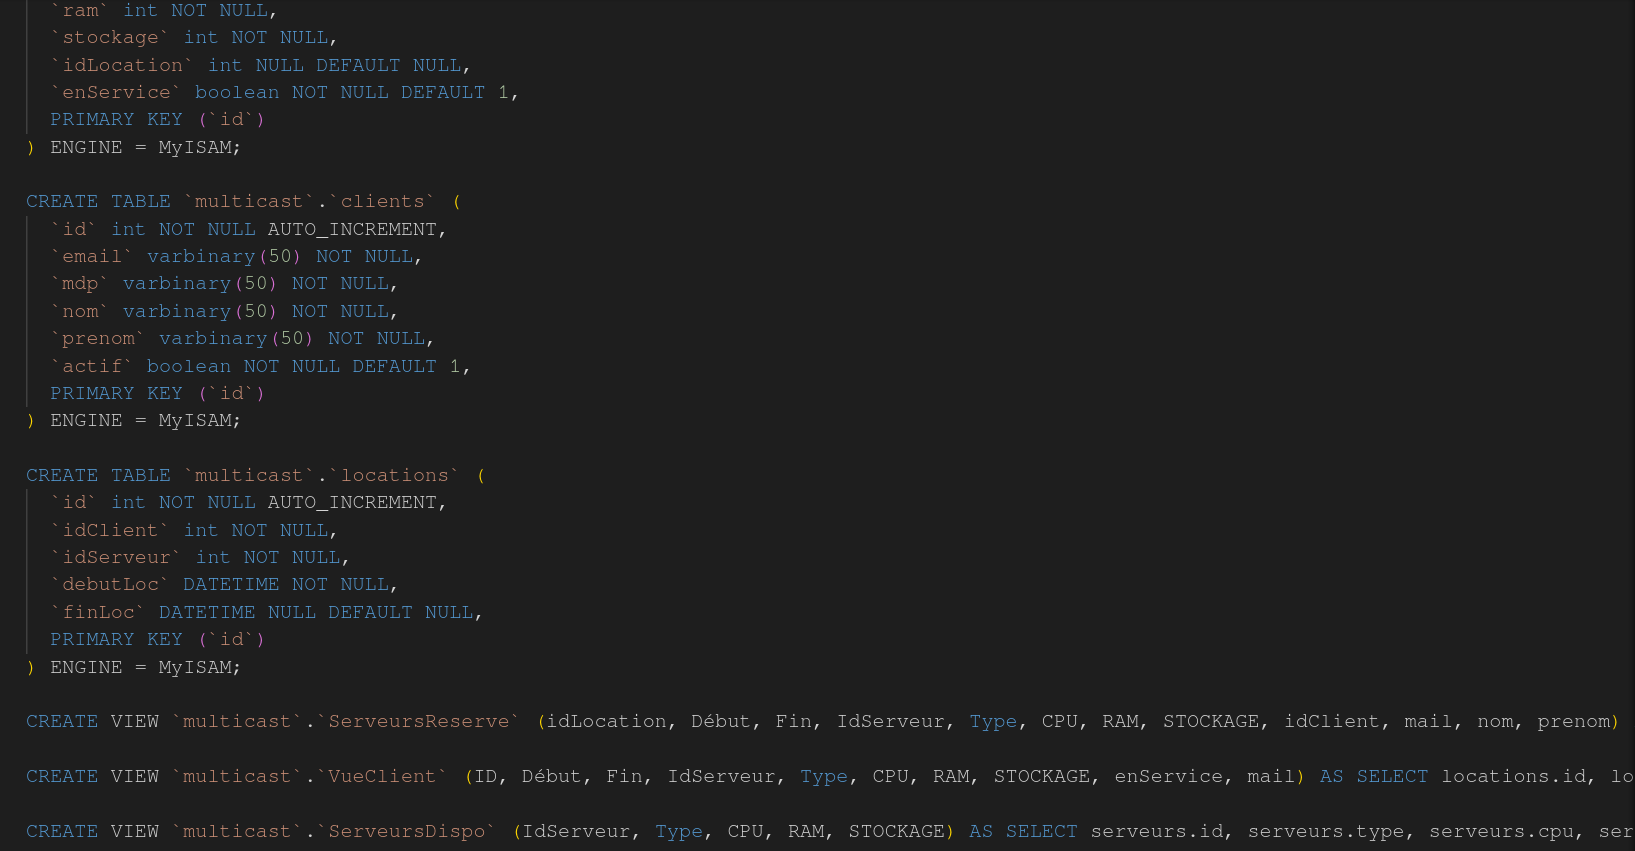 `ram` int NOT NULL,
`stockage` int NOT NULL,
`idLocation` int NULL DEFAULT NULL,
`enService` boolean NOT NULL DEFAULT 1,
PRIMARY KEY (`id`)
) ENGINE = MyISAM;
CREATE TABLE `multicast`.`clients` (
`id` int NOT NULL AUTO_INCREMENT,
`email` varbinary(50) NOT NULL,
`mdp` varbinary(50) NOT NULL,
`nom` varbinary(50) NOT NULL,
`prenom` varbinary(50) NOT NULL,
`actif` boolean NOT NULL DEFAULT 1,
PRIMARY KEY (`id`)
) ENGINE = MyISAM;
CREATE TABLE `multicast`.`locations` (
`id` int NOT NULL AUTO_INCREMENT,
`idClient` int NOT NULL,
`idServeur` int NOT NULL,
`debutLoc` DATETIME NOT NULL,
`finLoc` DATETIME NULL DEFAULT NULL,
PRIMARY KEY (`id`)
) ENGINE = MyISAM;
CREATE VIEW `multicast`.`ServeursReserve` (idLocation, Début, Fin, IdServeur, Type, CPU, RAM, STOCKAGE, idClient, mail, nom, prenom)
CREATE VIEW `multicast`.`VueClient` (ID, Début, Fin, IdServeur, Type, CPU, RAM, STOCKAGE, enService, mail) AS SELECT locations.id, lo
CREATE VIEW `multicast`.`ServeursDispo` (IdServeur, Type, CPU, RAM, STOCKAGE) AS SELECT serveurs.id, serveurs.type, serveurs.cpu, ser